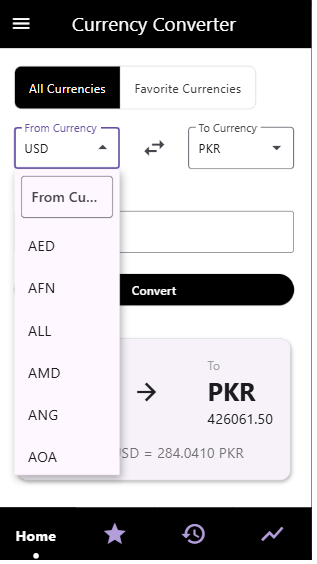 Currency Converter
All Currencies Favorite Currencies
From Currency To Currency
USD PKR
From Cu...
AED
AFN
Convert
ALL
AMD To
PKR
ANG 426061.50
AOA SD = 284.0410 PKR
Home